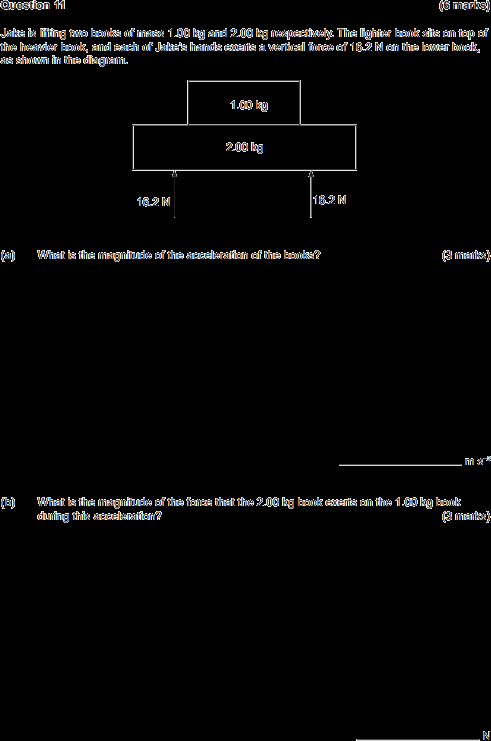 Question 11 (6 marks)
Jake is lifting two books of mass 1.00 kg and 2.00 kg respectively. The lighter book sits on top of
the heavier book, and each of Jake's hands exerts a vertical force of 16.2 N on the lower book,
as shown in the diagram.
1.00 kg
2.00 kg
16.2 N
16.2 N
(a) What is the magnitude of the acceleration of the books? (3 marks)
m s⁻²
(b) What is the magnitude of the force that the 2.00 kg book exerts on the 1.00 kg book
during this acceleration? (3 marks)
N